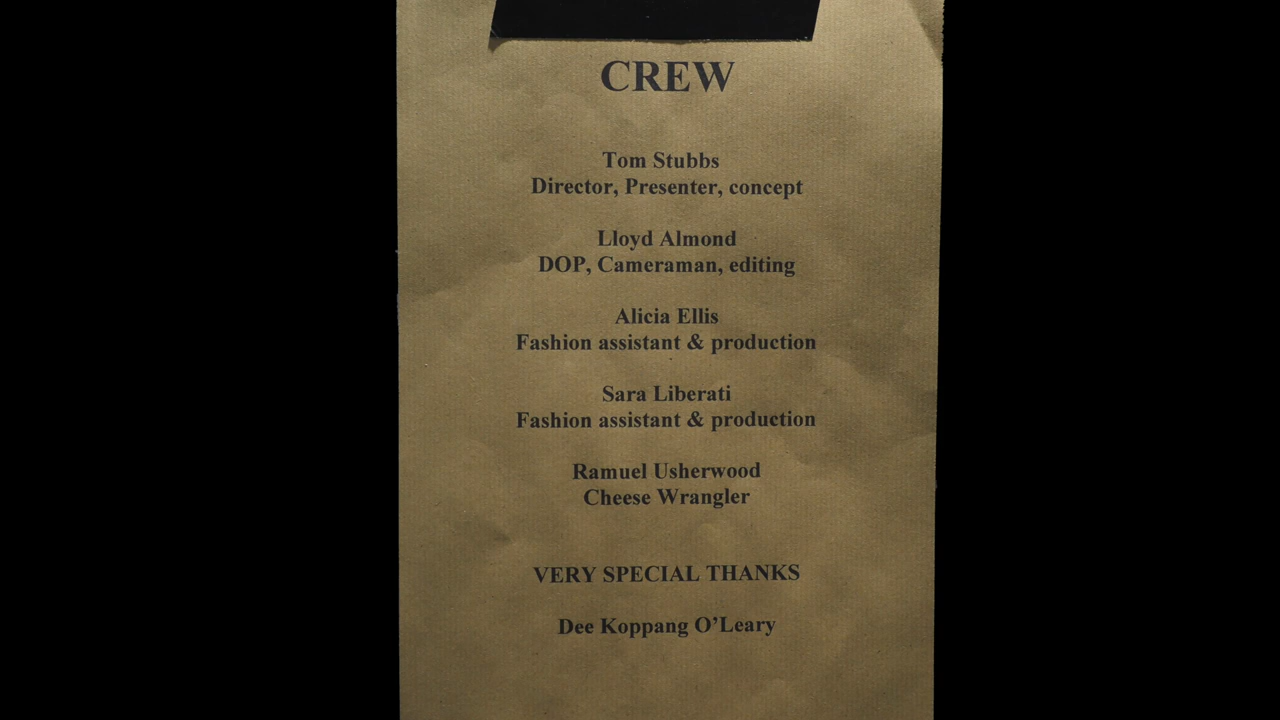 CREW
Tom Stubbs
Director, Presenter, concept
Lloyd Almond
DOP, Cameraman, editing
Alicia Ellis
Fashion assistant & production
Sara Liberati
Fashion assistant & production
Ramuel Usherwood
Cheese Wrangler
VERY SPECIAL THANKS
Dee Koppang O’Leary